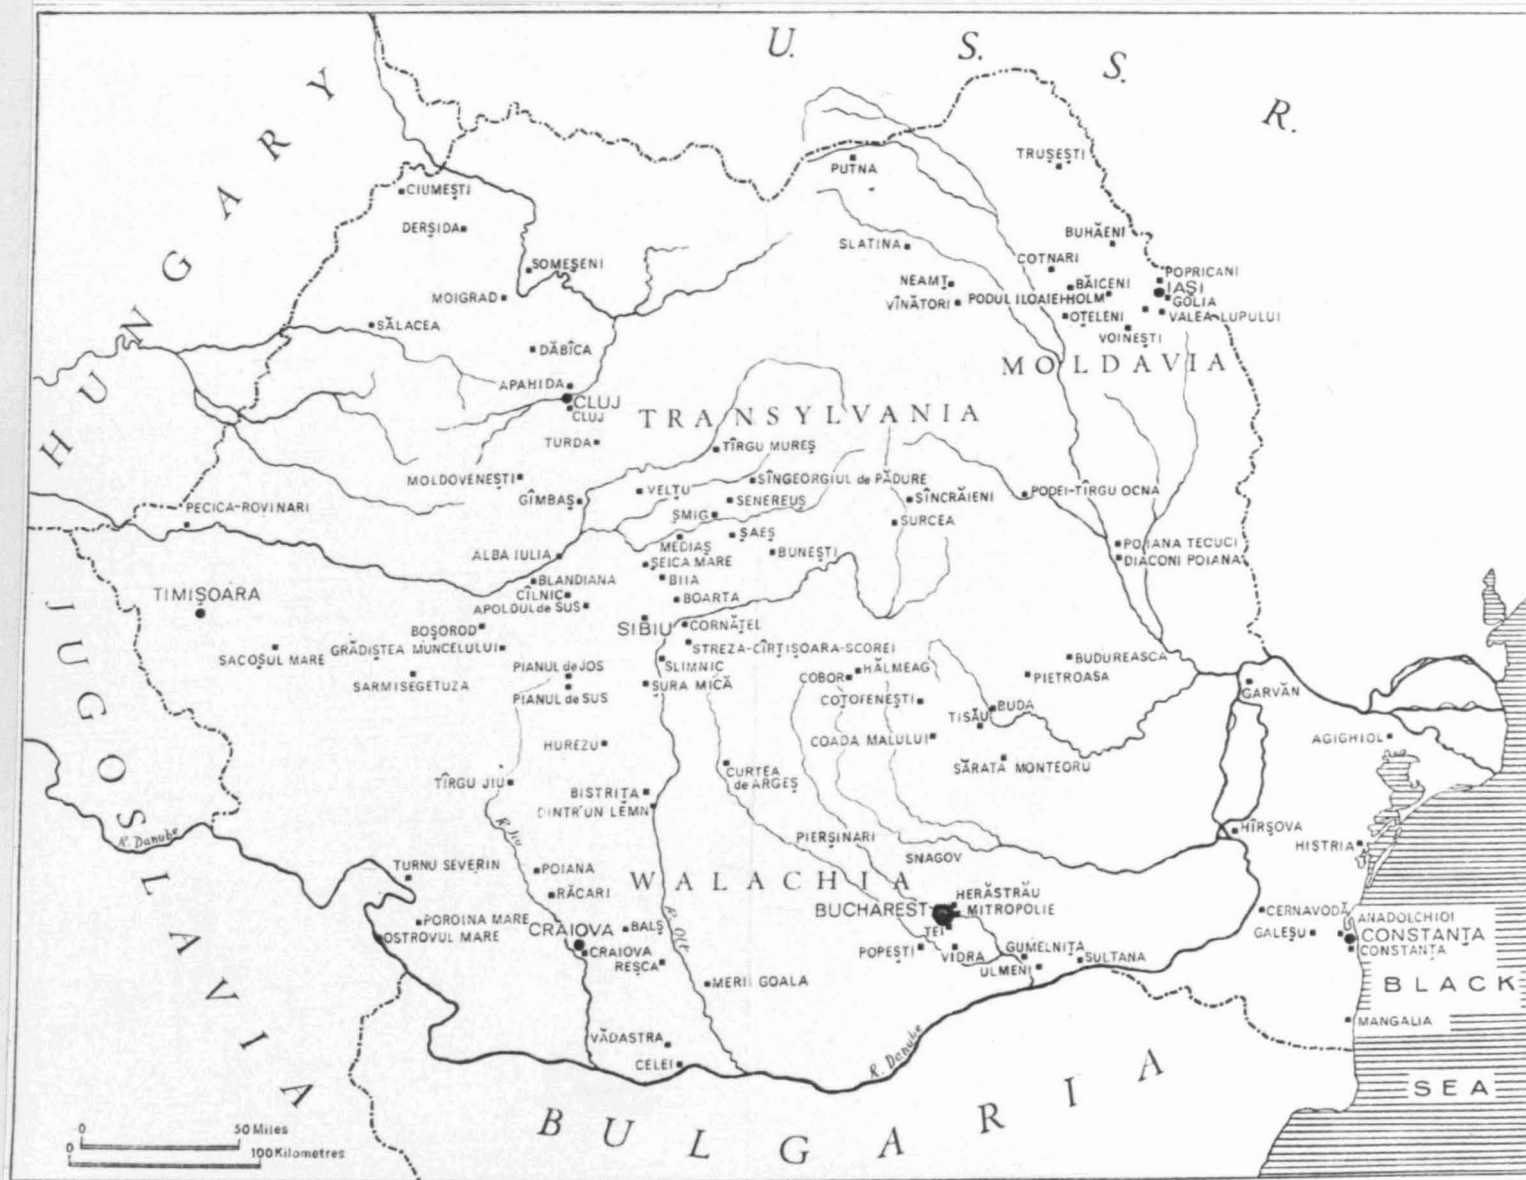 U. S. S. R.
HUNGARY
TRUŞEŞTI
PUTNA
CIUMEŞTI
DERŞIDA
BUHĂENI
SLATINA
COTNARI
SOMEŞENI
POPRICANI
NEAMŢ
BĂICENI
IAŞI
MOIGRAD
VÎNĂTORI
PODUL ILOAIEI-HOLM
GOLIA
OŢELENI
VALEA LUPULUI
SĂLACEA
VOINEŞTI
DĂBÎCA
MOLDAVIA
APAHIDA
CLUJ
CLUJ
TRANSYLVANIA
TURDA
TÎRGU MUREŞ
MOLDOVENEŞTI
SÎNGEORGIUL de PĂDURE
GÎMBAŞ
VELŢU
SENEREUŞ
SÎNCRĂIENI
PODEI-TÎRGU OCNA
PECICA-ROVINARI
ŞMIG
SURCEA
ŞAEŞ
MEDIAŞ
POIANA TECUCI
ALBA IULIA
BUNEŞTI
DIACONI POIANA
ŞEICA MARE
BLANDIANA
BIIA
TIMIŞOARA
CÎLNIC
BOARTA
APOLDUL de SUS
SIBIU
CORNĂŢEL
BOŞOROD
GRĂDIŞTEA MUNCELULUI
STREZA-CÎRTIŞOARA-SCOREI
SACOŞUL MARE
PIANUL de JOS
SLIMNIC
HĂLMEAG
BUDUREASCA
COBOR
PIETROASA
SARMISEGETUZA
SURA MICĂ
GARVĂN
PIANUL de SUS
COŢOFENEŞTI
BUDA
TISĂU
HUREZU
COADA MALULUI
AGIGHIOL
SĂRATA MONTEORU
TÎRGU JIU
CURTEA
de ARGEŞ
BISTRIŢA
DINTR'UN LEMN
JUGOSLAVIA
R. Danube
R. Jiu
PIERŞINARI
HÎRŞOVA
SNAGOV
HISTRIA
TURNU SEVERIN
POIANA
WALACHIA
RĂCARI
HERĂSTRĂU
BUCHAREST
MITROPOLIE
CERNAVODĂ
ANADOLCHIOI
POROINA MARE
CRAIOVA
BALŞ
R. OLT
TEI
GALEŞU
CONSTANŢA
OSTROVUL MARE
CRAIOVA
POPEŞTI
VIDRA
GUMELNIŢA
SULTANA
CONSTANŢA
REŞCA
ULMENI
MERII GOALA
BLACK
SEA
MANGALIA
VĂDASTRA
R. Danube
CELEI
BULGARIA
0 50 Miles
0 100 Kilometres